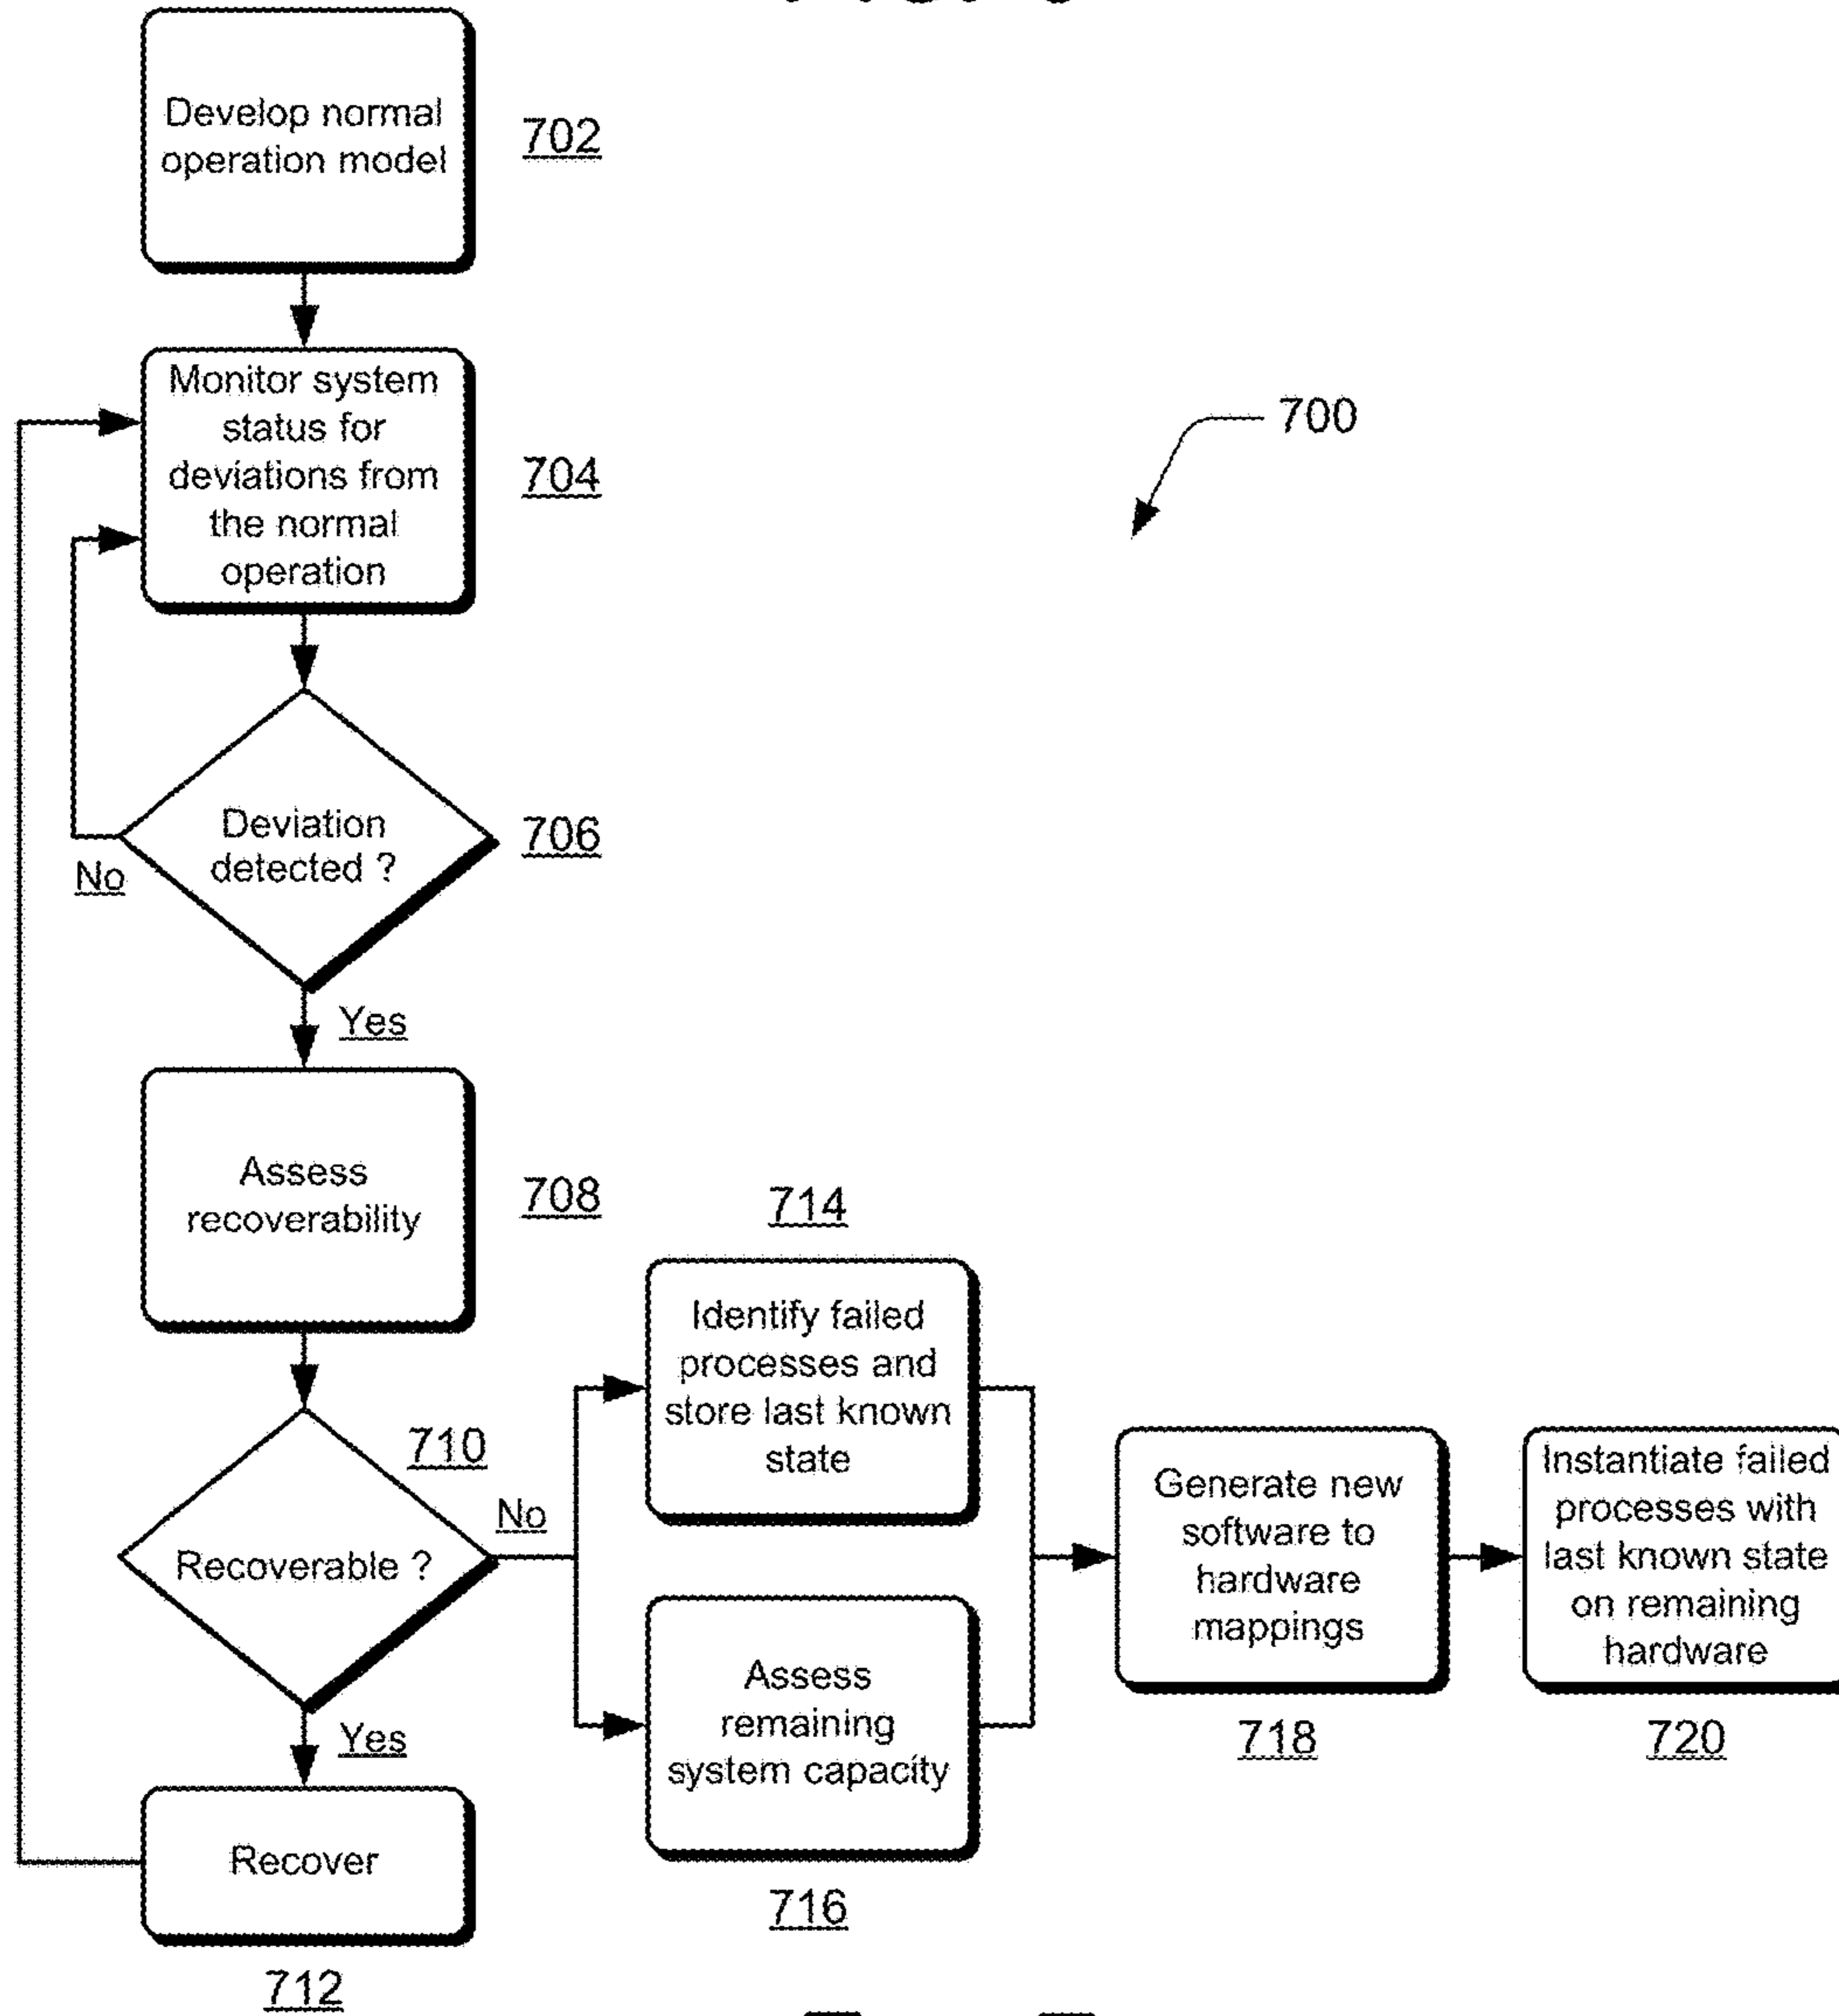 Develop normal
operation model
702
Monitor system
status for
deviations from
the normal
operation
704
700
Deviation
detected ?
706
No
Yes
Assess
recoverability
708
714
Identify failed
processes and
store last known
state
710
Recoverable ?
No
Yes
Assess
remaining
system capacity
716
Generate new
software to
hardware
mappings
718
Instantiate failed
processes with
last known state
on remaining
hardware
720
Recover
712